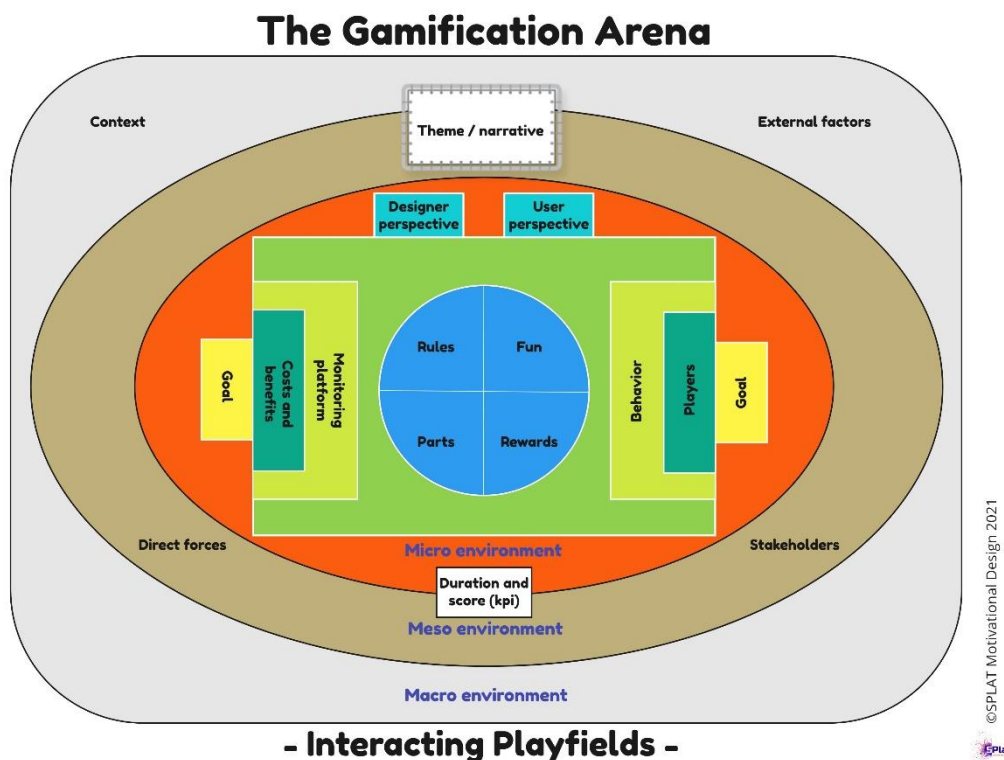 The Gamification Arena
Context
External factors
Theme / narrative
Designer
perspective
User
perspective
Rules
Fun
Parts
Rewards
Goal
Costs and
benefits
Monitoring
platform
Behavior
Players
Goal
Direct forces
Stakeholders
Micro environment
Duration and
score (kpi)
Meso environment
Macro environment
©SPLAT Motivational Design 2021
- Interacting Playfields -